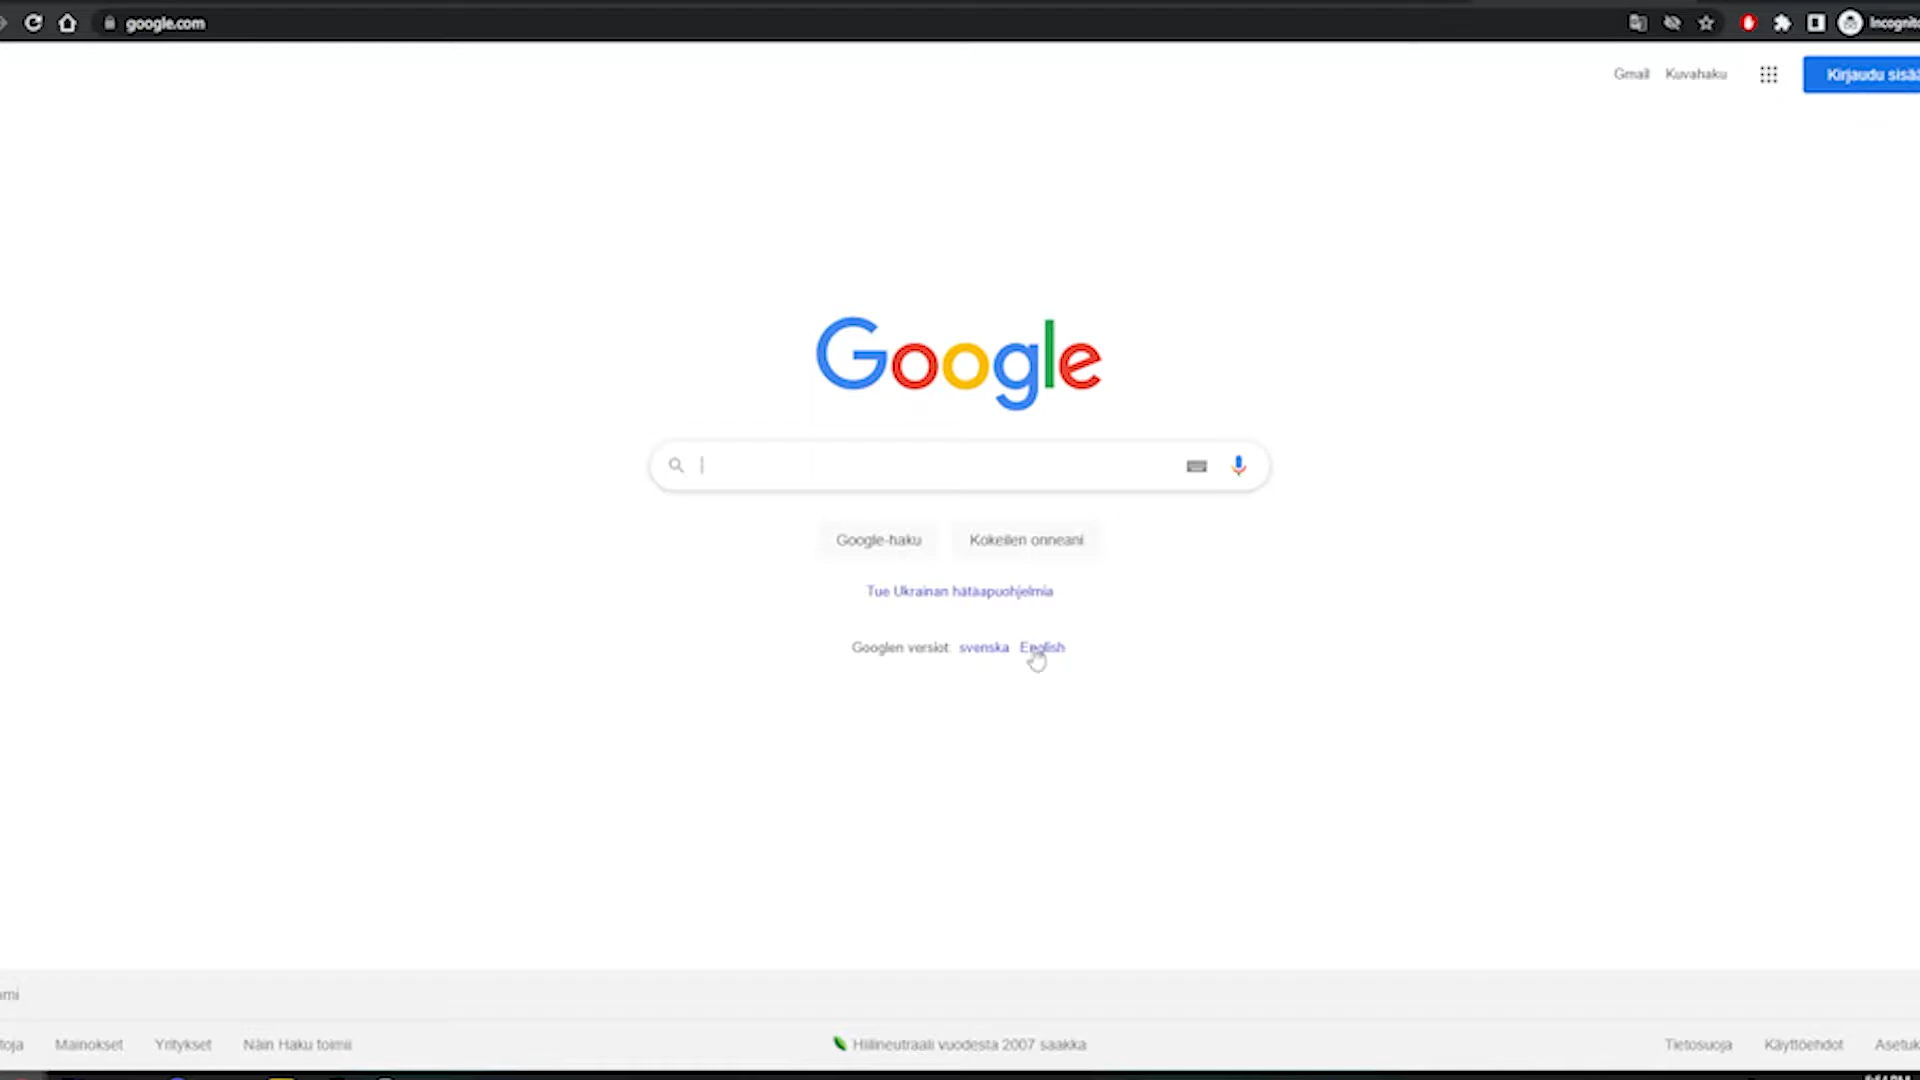 google.com
Incognito
Gmail Kuvahaku
Kirjaudu sisää
Google
Google-haku Kokeilen onneani
Tue Ukrainan hätäapuohjelmia
Googlen versiot: svenska English
Mainokset Yritykset Näin Haku toimii
Hiilineutraali vuodesta 2007 saakka
Tietosuoja Käyttöehdot Asetuk